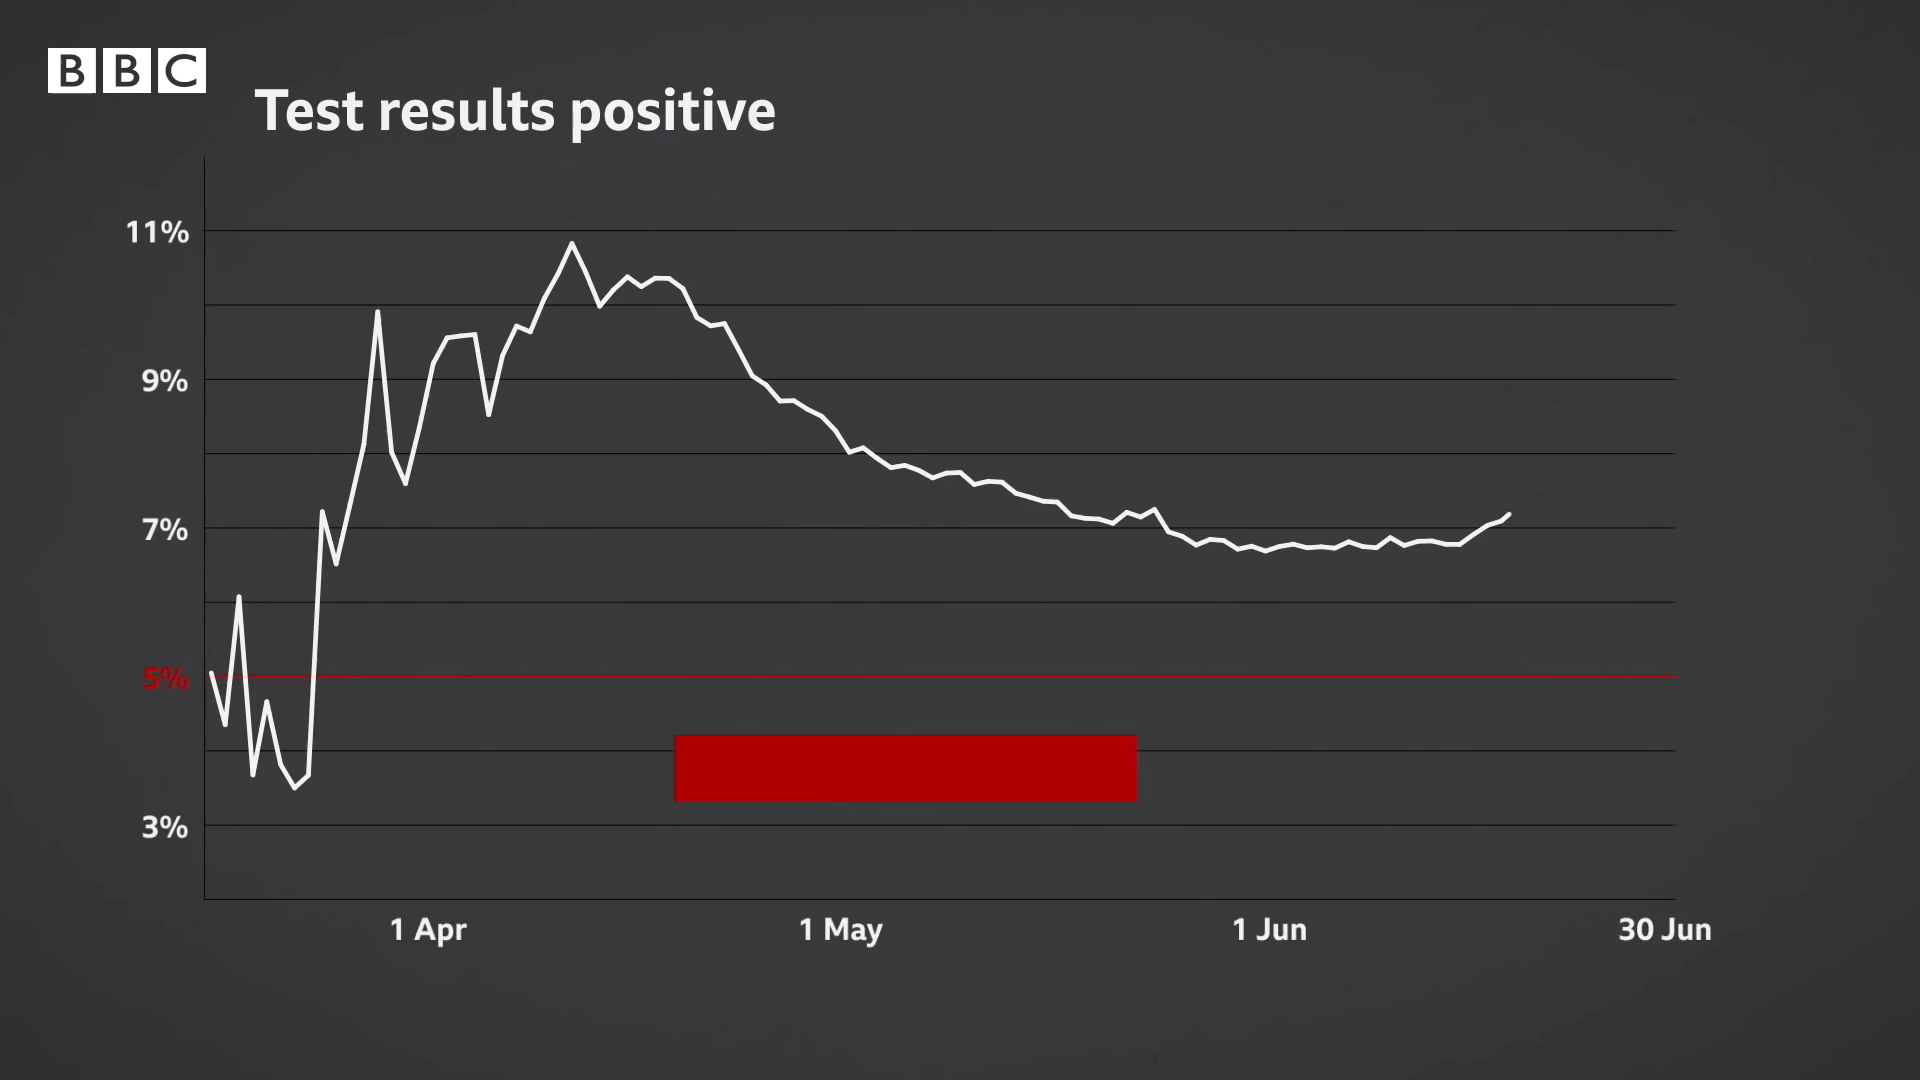 BBC
Test results positive
11%
9%
7%
5%
3%
1 Apr
1 May
1 Jun
30 Jun